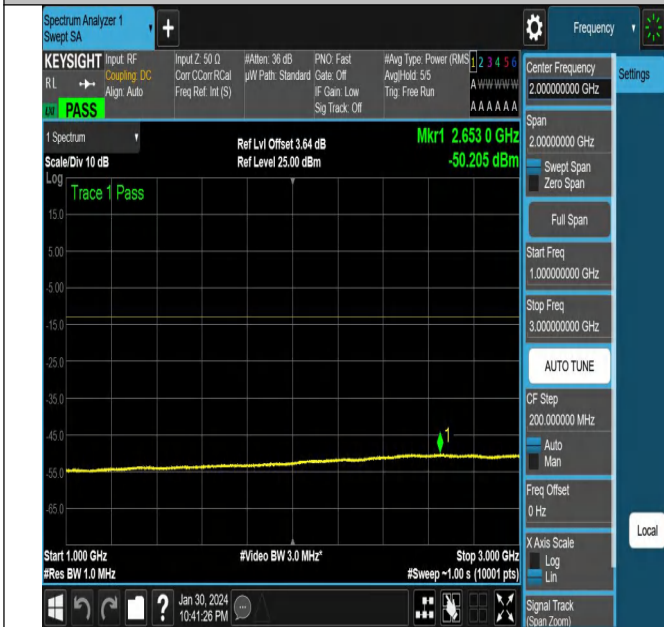 Spectrum Analyzer 1
Swept SA
Frequency
KEYSIGHT
Input: RF
Coupling: DC
Align: Auto
RL
LXI
PASS
Input Z: 50 Ω
Corr CCorr RCal
Freq Ref: Int (S)
#Atten: 36 dB
µW Path: Standard
PNO: Fast
Gate: Off
IF Gain: Low
Sig Track: Off
#Avg Type: Power (RMS
Avg|Hold: 5/5
Trig: Free Run
1 2 3 4 5 6
A W W W W W
A A A A A A
Center Frequency
2.000000000 GHz
Settings
1 Spectrum
Scale/Div 10 dB
Log
Ref Lvl Offset 3.64 dB
Ref Level 25.00 dBm
Mkr1 2.653 0 GHz
-50.205 dBm
Trace 1 Pass
15.0
5.00
-5.00
-15.0
-25.0
-35.0
-45.0
-55.0
-65.0
1
Start 1.000 GHz
#Res BW 1.0 MHz
#Video BW 3.0 MHz*
Stop 3.000 GHz
#Sweep ~1.00 s (10001 pts)
Span
2.00000000 GHz
Swept Span
Zero Span
Full Span
Start Freq
1.000000000 GHz
Stop Freq
3.000000000 GHz
AUTO TUNE
CF Step
200.000000 MHz
Auto
Man
Freq Offset
0 Hz
X Axis Scale
Log
Lin
Local
Signal Track
(Span Zoom)
?
Jan 30, 2024
10:41:26 PM